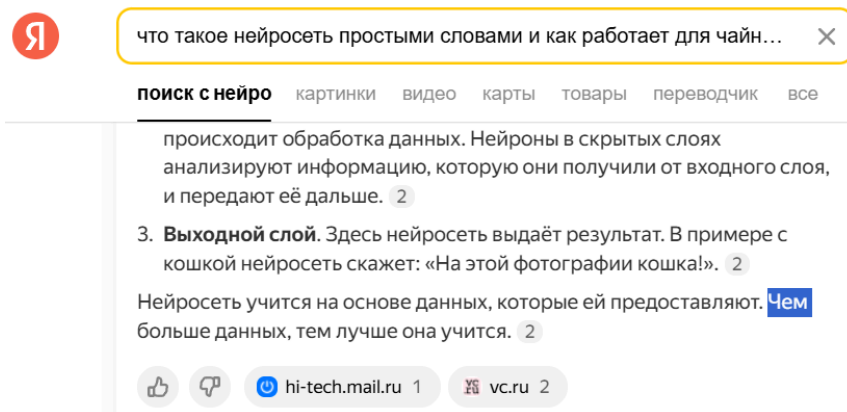 Я
что такое нейросеть простыми словами и как работает для чайн...
поиск с нейро картинки видео карты товары переводчик все
происходит обработка данных. Нейроны в скрытых слоях
анализируют информацию, которую они получили от входного слоя,
и передают её дальше. 2
3. Выходной слой. Здесь нейросеть выдаёт результат. В примере с
кошкой нейросеть скажет: «На этой фотографии кошка!». 2
Нейросеть учится на основе данных, которые ей предоставляют. Чем
больше данных, тем лучше она учится. 2
hi-tech.mail.ru 1 vc.ru 2